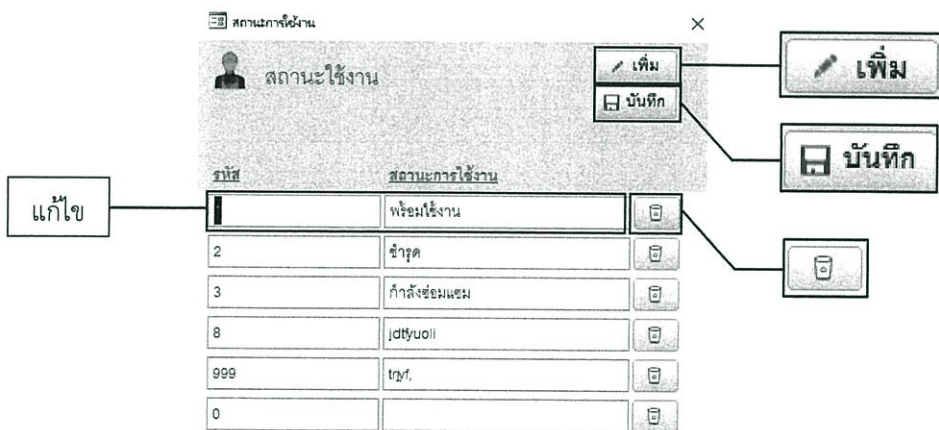 สถานะการใช้งาน
สถานะใช้งาน
เพิ่ม
เพิ่ม
บันทึก
บันทึก
รหัส สถานะการใช้งาน
แก้ไข
พร้อมใช้งาน
2 ชำรุด
3 กำลังซ่อมแซม
8 jdtfyuoli
999 trjyf,
0